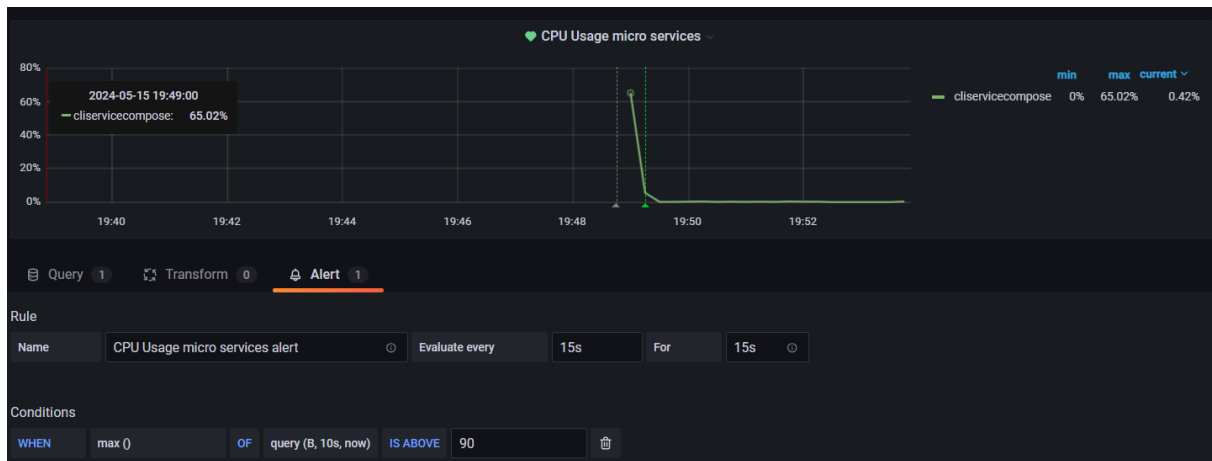 CPU Usage micro services
80%
60%
40%
20%
0%
2024-05-15 19:49:00
cliservicecompose: 65.02%
19:40 19:42 19:44 19:46 19:48 19:50 19:52
min max current
cliservicecompose 0% 65.02% 0.42%
Query 1 Transform 0 Alert 1
Rule
Name CPU Usage micro services alert Evaluate every 15s For 15s
Conditions
WHEN max () OF query (B, 10s, now) IS ABOVE 90